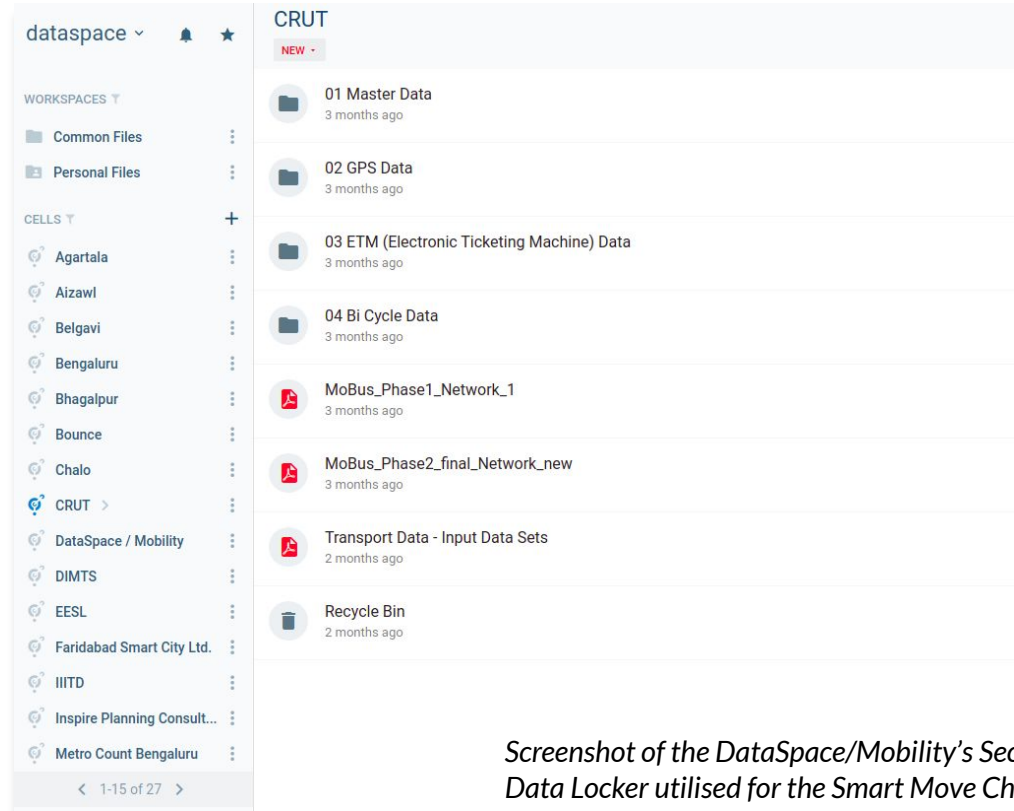 dataspace
WORKSPACES
Common Files
Personal Files
CELLS
Agartala
Aizawl
Belgavi
Bengaluru
Bhagalpur
Bounce
Chalo
CRUT
DataSpace / Mobility
DIMTS
EESL
Faridabad Smart City Ltd.
IIITD
Inspire Planning Consult...
Metro Count Bengaluru
1-15 of 27
CRUT
NEW
01 Master Data
3 months ago
02 GPS Data
3 months ago
03 ETM (Electronic Ticketing Machine) Data
3 months ago
04 Bi Cycle Data
3 months ago
MoBus_Phase1_Network_1
3 months ago
MoBus_Phase2_final_Network_new
3 months ago
Transport Data - Input Data Sets
2 months ago
Recycle Bin
2 months ago
Screenshot of the DataSpace/Mobility's
Data Locker utilised for the Smart Move